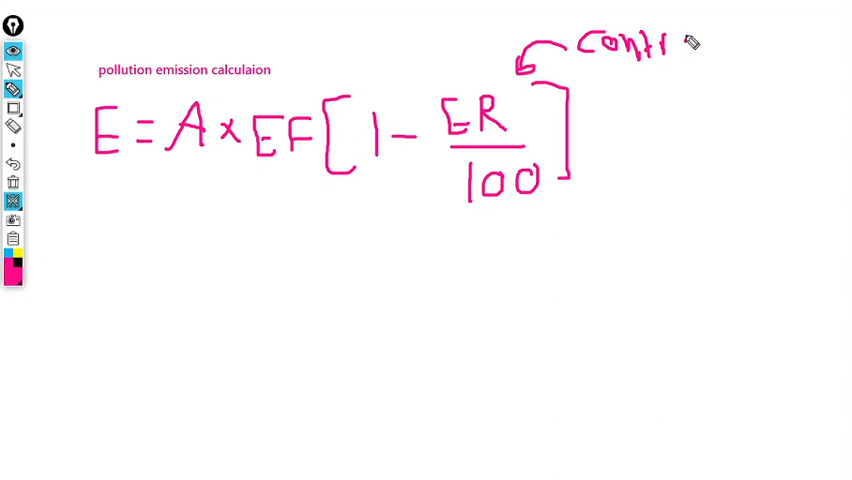 contr
pollution emission calculaion
E = A × EF [ 1 - ER / 100 ]